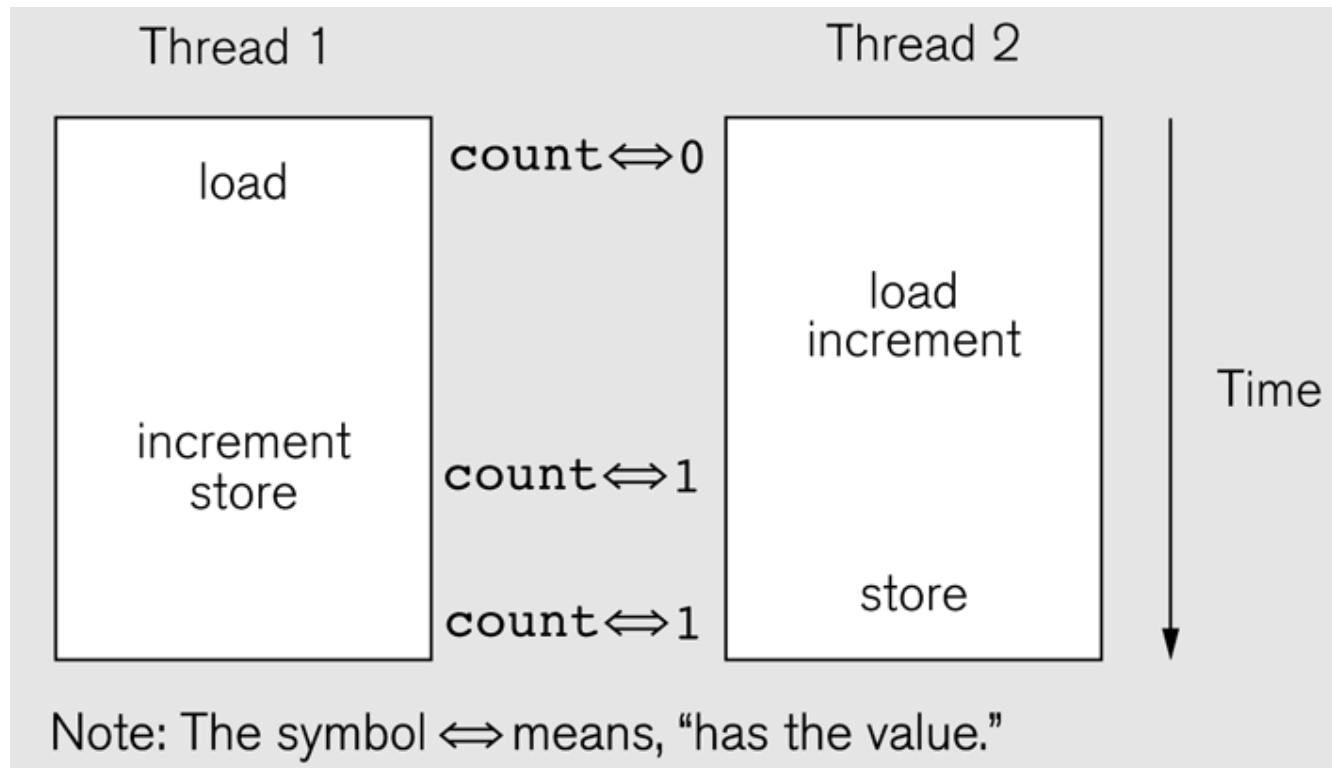 Thread 1
Thread 2
count⇔0
load
load
increment
Time
increment
store
count⇔1
store
count⇔1
Note: The symbol ⇔ means, “has the value.”